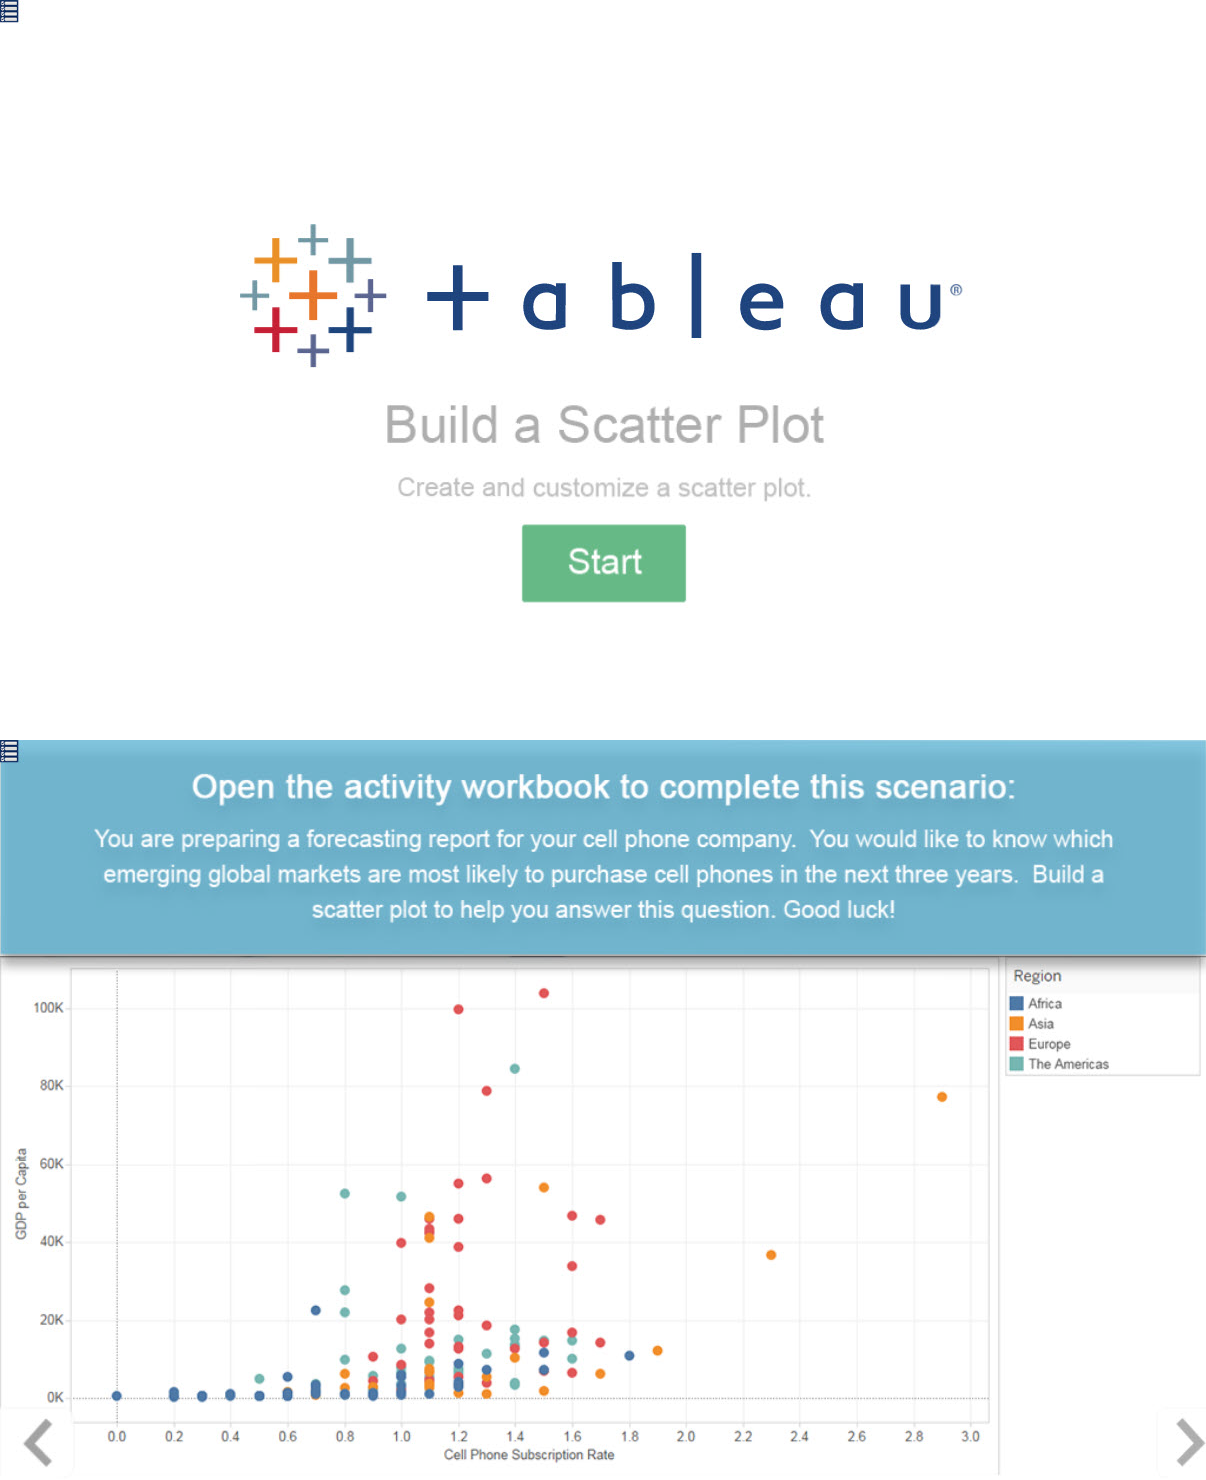 tableau®
Build a Scatter Plot
Create and customize a scatter plot.
Start
Open the activity workbook to complete this scenario:
You are preparing a forecasting report for your cell phone company.  You would like to know which
emerging global markets are most likely to purchase cell phones in the next three years.  Build a
scatter plot to help you answer this question. Good luck!
Region
Africa
Asia
Europe
The Americas
GDP per Capita
100K
80K
60K
40K
20K
0K
0.0 0.2 0.4 0.6 0.8 1.0 1.2 1.4 1.6 1.8 2.0 2.2 2.4 2.6 2.8 3.0
Cell Phone Subscription Rate